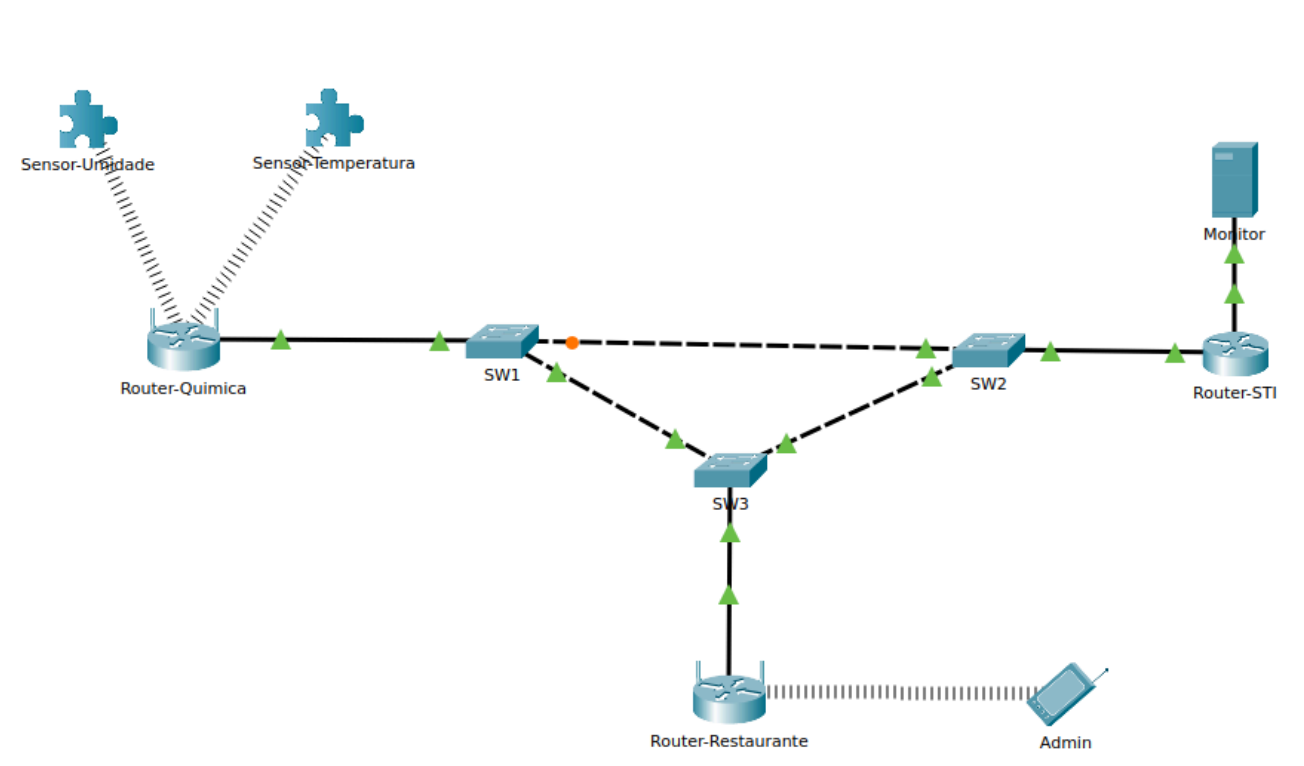 Sensor-Umidade
Sensor-Temperatura
Monitor
Router-Quimica
SW1
SW2
Router-STI
SW3
Router-Restaurante
Admin